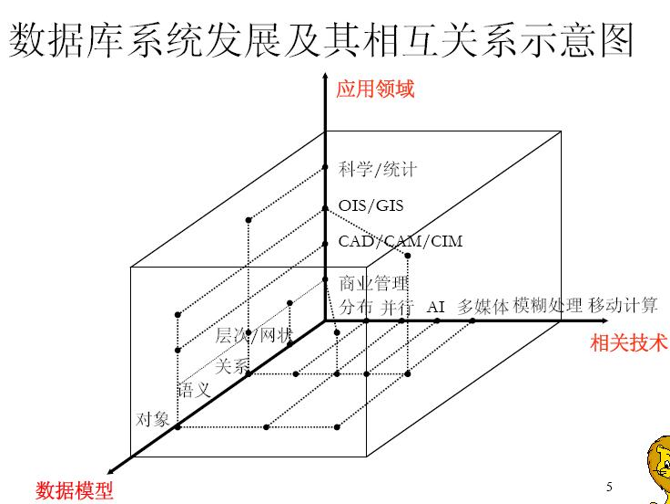 数据库系统发展及其相互关系示意图
应用领域
科学/统计
OIS/GIS
CAD/CAM/CIM
商业管理
分布 并行 AI 多媒体 模糊处理 移动计算
相关技术
层次/网状
关系
语义
对象
数据模型
5